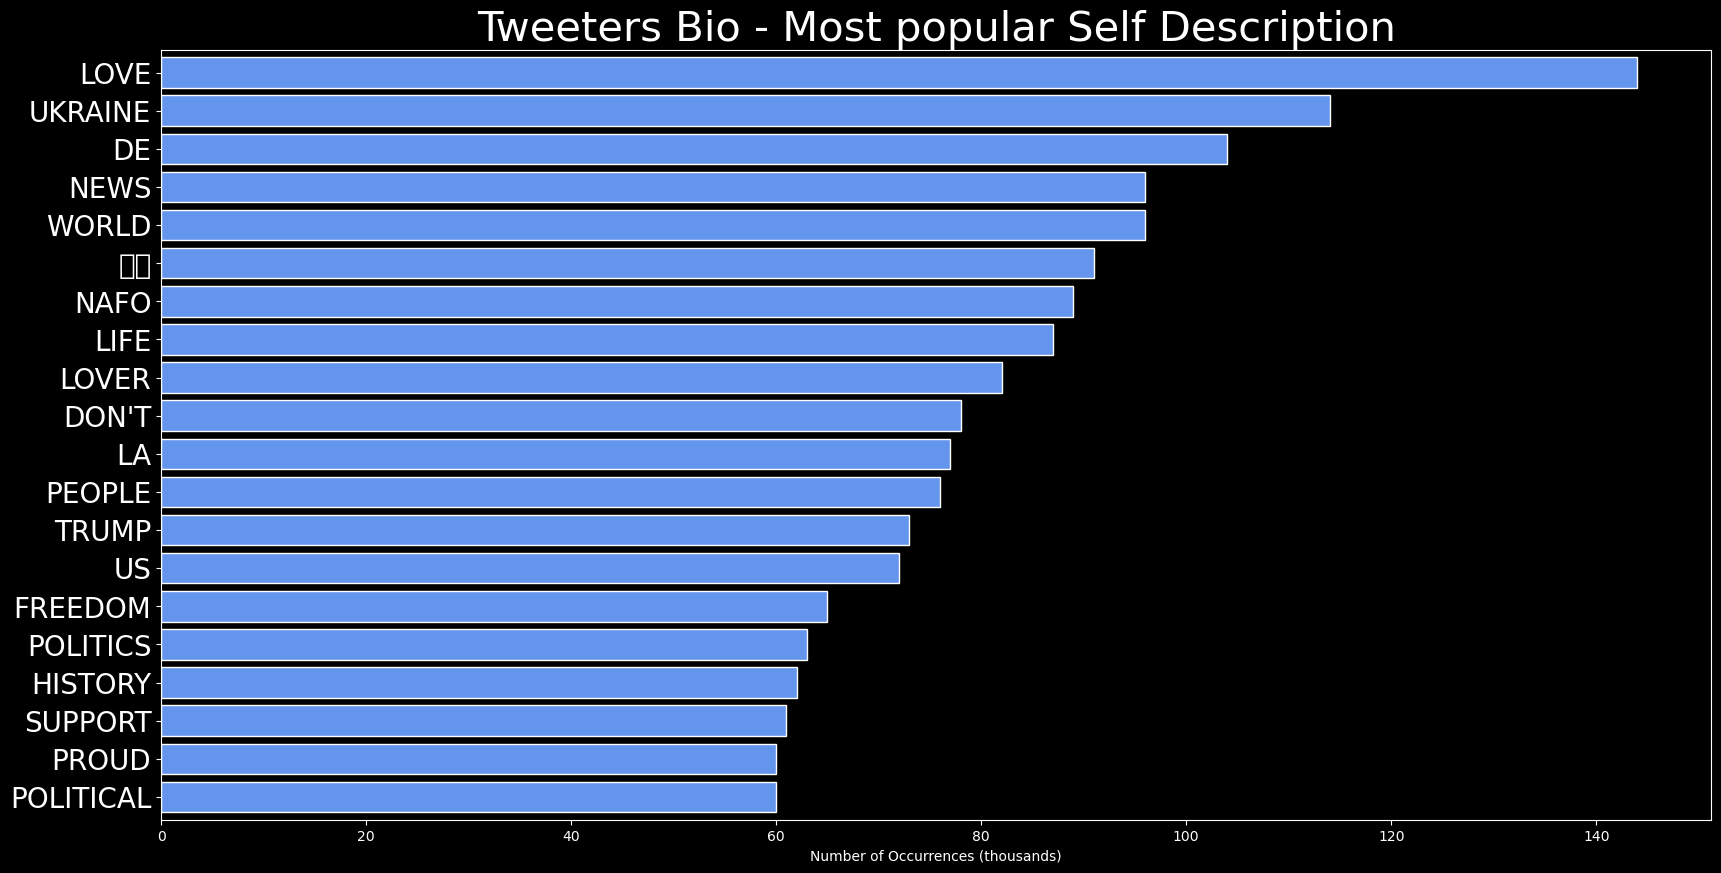 Tweeters Bio - Most popular Self Description
LOVE
UKRAINE
DE
NEWS
WORLD
NAFO
LIFE
LOVER
DON'T
LA
PEOPLE
TRUMP
US
FREEDOM
POLITICS
HISTORY
SUPPORT
PROUD
POLITICAL
0 20 40 60 80 100 120 140
Number of Occurrences (thousands)